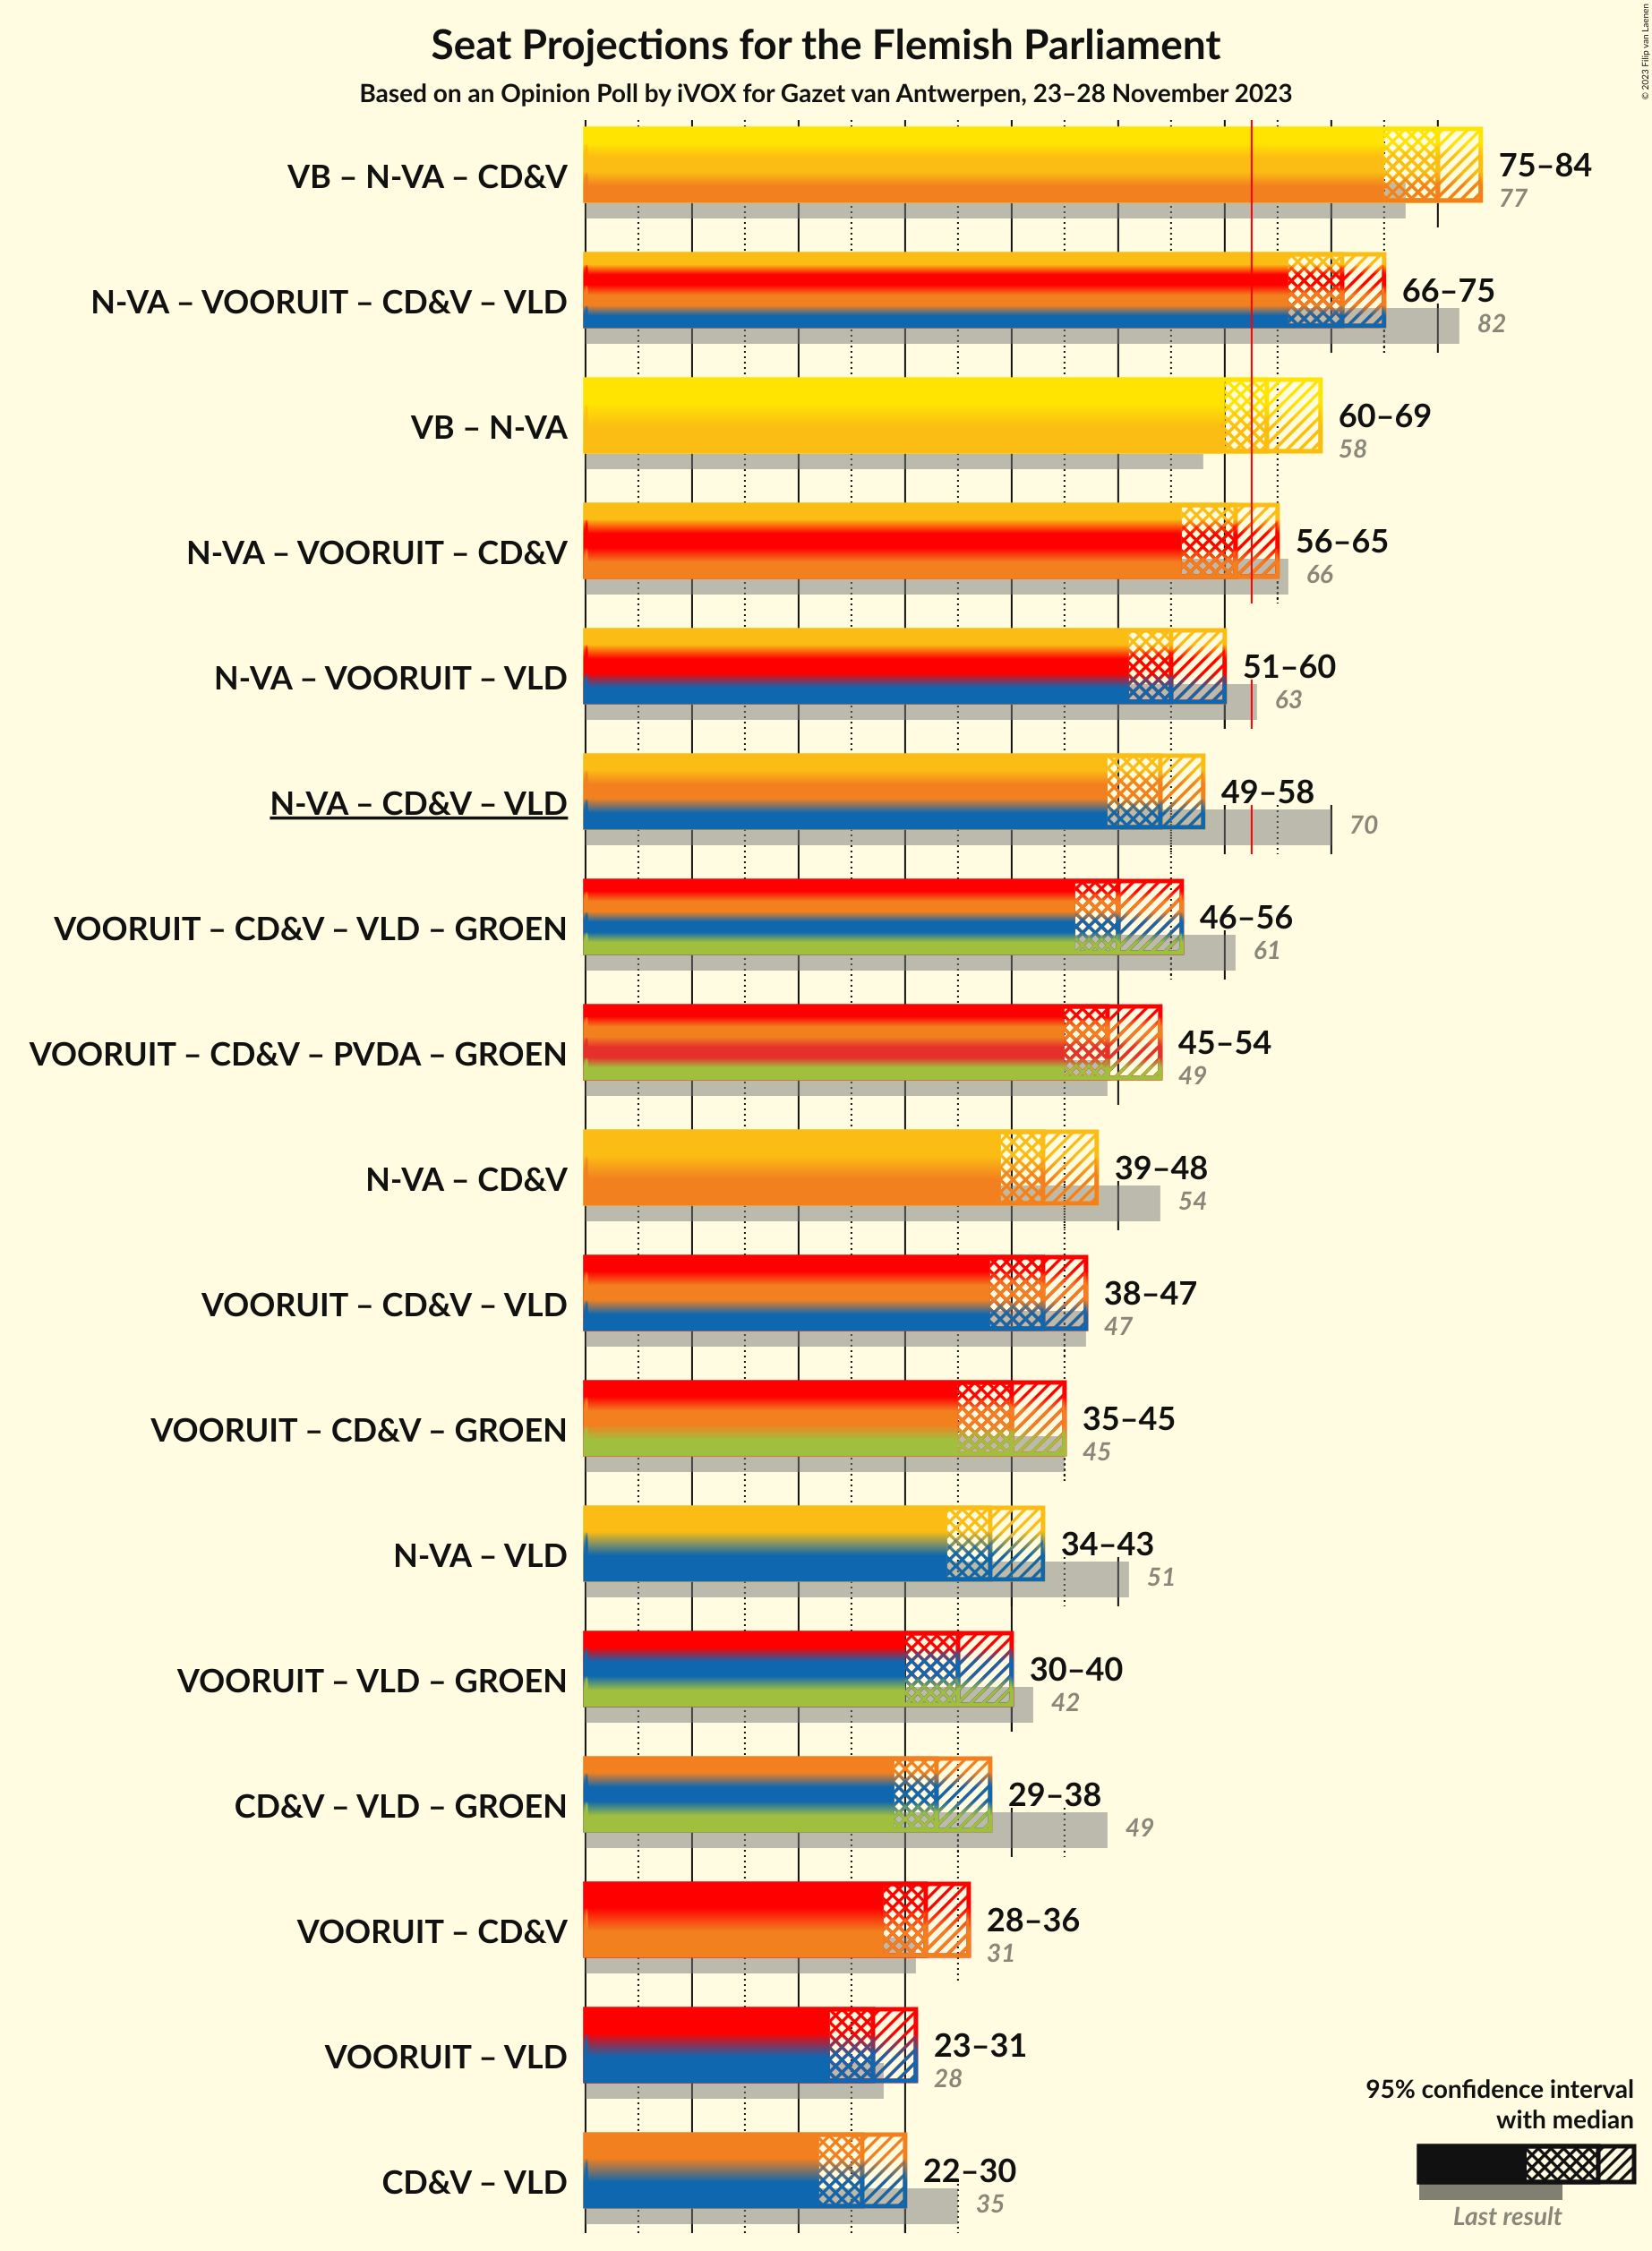 Seat Projections for the Flemish Parliament
Based on an Opinion Poll by iVOX for Gazet van Antwerpen, 23–28 November 2023
© 2023 Filip van Laenen
VB – N-VA – CD&V
75–84
77
N-VA – VOORUIT – CD&V – VLD
66–75
82
VB – N-VA
60–69
58
N-VA – VOORUIT – CD&V
56–65
66
N-VA – VOORUIT – VLD
51–60
63
N-VA – CD&V – VLD
49–58
70
VOORUIT – CD&V – VLD – GROEN
46–56
61
VOORUIT – CD&V – PVDA – GROEN
45–54
49
N-VA – CD&V
39–48
54
VOORUIT – CD&V – VLD
38–47
47
VOORUIT – CD&V – GROEN
35–45
45
N-VA – VLD
34–43
51
VOORUIT – VLD – GROEN
30–40
42
CD&V – VLD – GROEN
29–38
49
VOORUIT – CD&V
28–36
31
VOORUIT – VLD
23–31
28
CD&V – VLD
22–30
35
95% confidence interval
with median
Last result